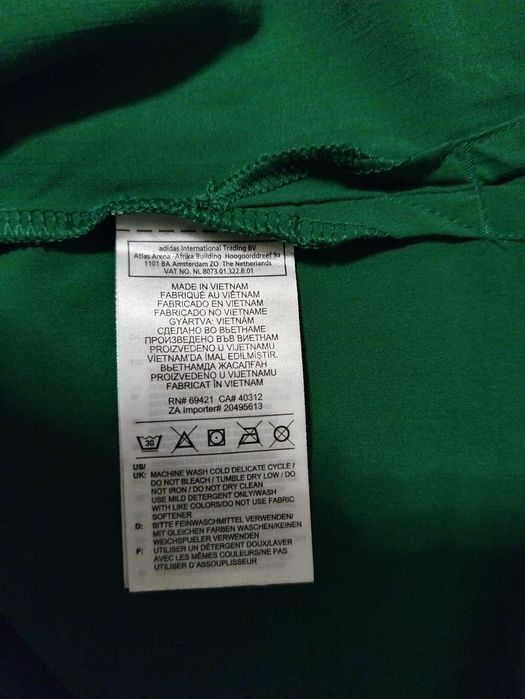 adidas International Trading BV
Atlas Arena -Afrika Building Hoogoorddreef 9a
1101 BA Amsterdam ZO The Netherlands
VAT NO. NL 8073.01.322.B.01
MADE IN VIETNAM
FABRIQUÉ AU VIÊTNAM
FABRICADO EN VIETNAM
FABRICADO NO VIETNAME
GYÁRTVA: VIETNÁM
СДЕЛАНО ВО ВЬЕТНАМЕ
ПРОИЗВЕДЕНО ВЪВ ВИЕТНАМ
PROIZVEDENO U VIJETNAMU
VİETNAM'DA İMAL EDİLMİŞTİR.
ВЬЕТНАМДА ЖАСАЛҒАН
PROIZVEDENO U VIJETNAMU
FABRICAT ÎN VIETNAM
RN# 69421 CA# 40312
ZA Importer# 20495613
30
US/
UK: MACHINE WASH COLD DELICATE CYCLE /
DO NOT BLEACH / TUMBLE DRY LOW / DO
NOT IRON / DO NOT DRY CLEAN
USE MILD DETERGENT ONLY/WASH
WITH LIKE COLORS/DO NOT USE FABRIC
SOFTENER
D: BITTE FEINWASCHMITTEL VERWENDEN/
MIT GLEICHEN FARBEN WASCHEN/KEINEN
WEICHSPUELER VERWENDEN
F: UTILISER UN DÉTERGENT DOUX/LAVER
AVEC LES MÊMES COULEURS/NE PAS
UTILISER D'ASSOUPLISSEUR